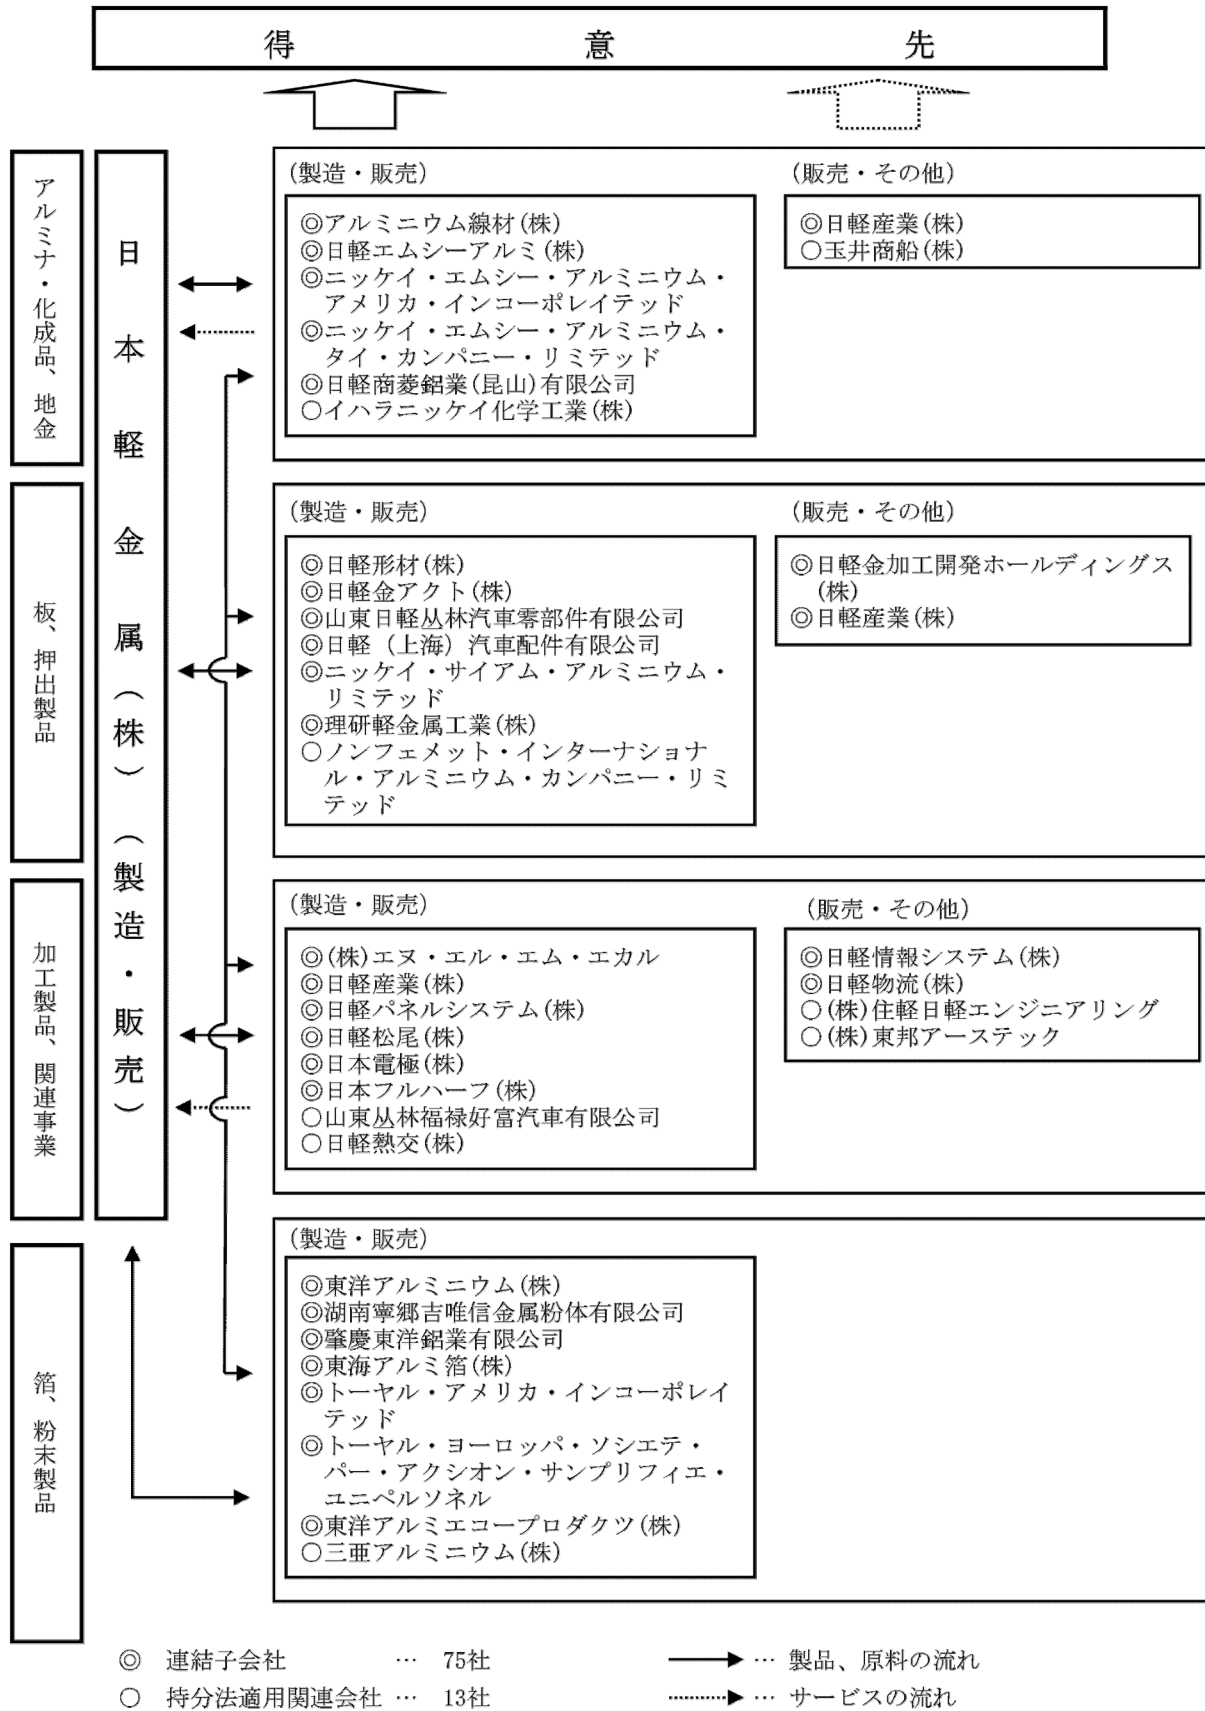 得意先
アルミナ・化成品、地金
日本軽金属(株)(製造・販売)
(製造・販売)
◎アルミニウム線材(株)
◎日軽エムシーアルミ(株)
◎ニッケイ・エムシー・アルミニウム・
アメリカ・インコーポレイテッド
◎ニッケイ・エムシー・アルミニウム・
タイ・カンパニー・リミテッド
◎日軽商菱鋁業(昆山)有限公司
○イハラニッケイ化学工業(株)
(販売・その他)
◎日軽産業(株)
○玉井商船(株)
板、押出製品
(製造・販売)
◎日軽形材(株)
◎日軽金アクト(株)
◎山東日軽丛林汽車零部件有限公司
◎日軽（上海）汽車配件有限公司
◎ニッケイ・サイアム・アルミニウム・
リミテッド
◎理研軽金属工業(株)
○ノンフェメット・インターナショナ
ル・アルミニウム・カンパニー・リミ
テッド
(販売・その他)
◎日軽金加工開発ホールディングス
(株)
◎日軽産業(株)
加工製品、関連事業
(製造・販売)
◎(株)エヌ・エル・エム・エカル
◎日軽産業(株)
◎日軽パネルシステム(株)
◎日軽松尾(株)
◎日本電極(株)
◎日本フルハーフ(株)
○山東丛林福禄好富汽車有限公司
○日軽熱交(株)
(販売・その他)
◎日軽情報システム(株)
◎日軽物流(株)
○(株)住軽日軽エンジニアリング
○(株)東邦アーステック
箔、粉末製品
(製造・販売)
◎東洋アルミニウム(株)
◎湖南寧郷吉唯信金属粉体有限公司
◎肇慶東洋鋁業有限公司
◎東海アルミ箔(株)
◎トーヤル・アメリカ・インコーポレイ
テッド
◎トーヤル・ヨーロッパ・ソシエテ・
パー・アクシオン・サンプリフィエ・
ユニペルソネル
◎東洋アルミエコープロダクツ(株)
○三亜アルミニウム(株)
◎ 連結子会社 … 75社
○ 持分法適用関連会社 … 13社
… 製品、原料の流れ
… サービスの流れ